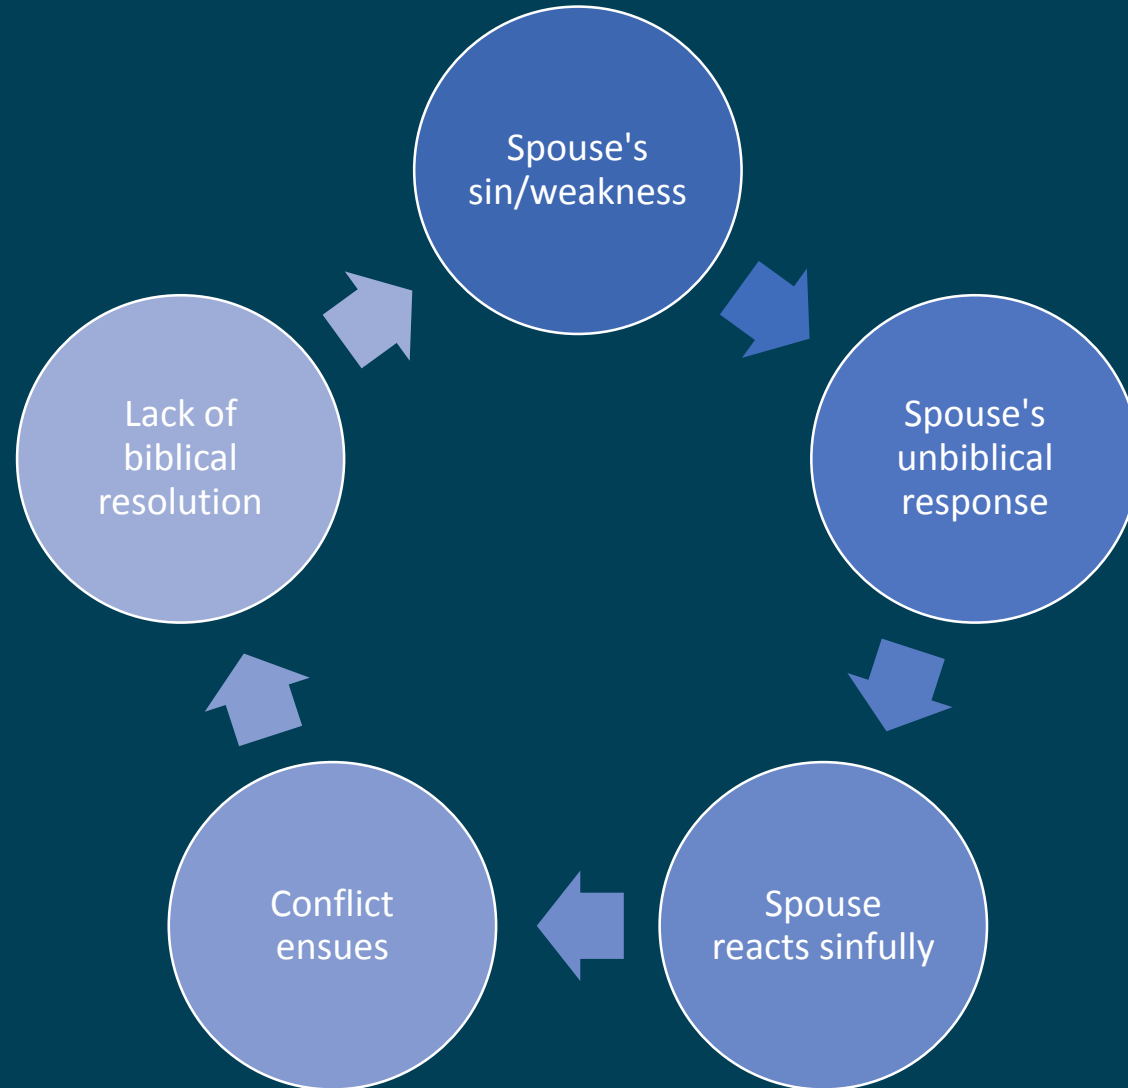 Spouse's
sin/weakness
Spouse's
unbiblical
response
Spouse
reacts sinfully
Conflict
ensues
Lack of
biblical
resolution